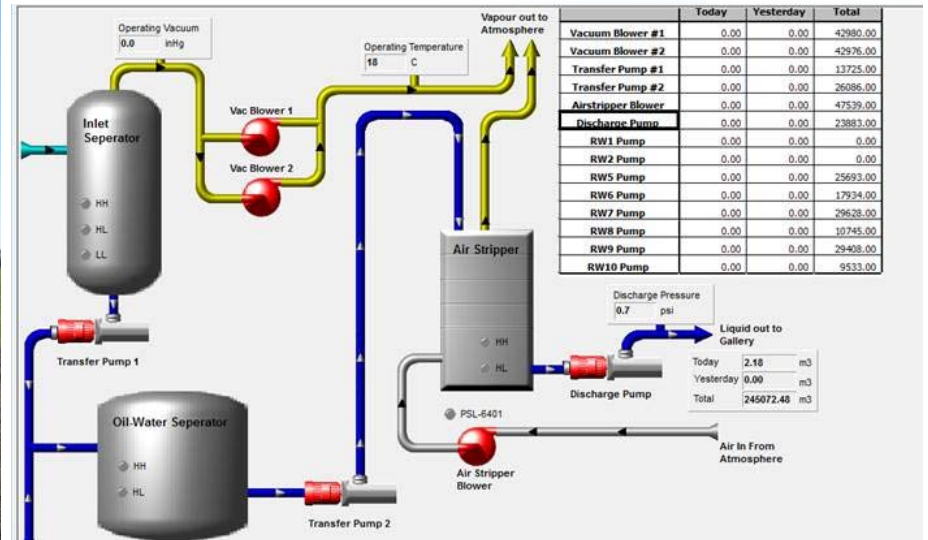 Operating Vacuum
0.0 inHg
Operating Temperature
18 C
Vapour out to
Atmosphere
Inlet
Seperator
HH
HL
LL
Vac Blower 1
Vac Blower 2
Transfer Pump 1
Oil-Water Seperator
HH
HL
Transfer Pump 2
Air Stripper
HH
HL
PSL-6401
Air Stripper
Blower
Discharge Pressure
0.7 psi
Discharge Pump
Liquid out to
Gallery
Today 2.18 m3
Yesterday 0.00 m3
Total 245072.48 m3
Air In From
Atmosphere
Today Yesterday Total
Vacuum Blower #1 0.00 0.00 42980.00
Vacuum Blower #2 0.00 0.00 42976.00
Transfer Pump #1 0.00 0.00 13725.00
Transfer Pump #2 0.00 0.00 26086.00
Airstripper Blower 0.00 0.00 47539.00
Discharge Pump 0.00 0.00 23883.00
RW1 Pump 0.00 0.00 0.00
RW2 Pump 0.00 0.00 0.00
RW5 Pump 0.00 0.00 25693.00
RW6 Pump 0.00 0.00 17934.00
RW7 Pump 0.00 0.00 29628.00
RW8 Pump 0.00 0.00 10745.00
RW9 Pump 0.00 0.00 29408.00
RW10 Pump 0.00 0.00 9533.00